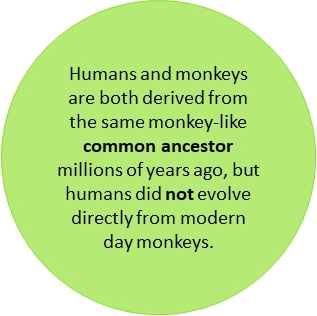 Humans and monkeys
are both derived from
the same monkey-like
common ancestor
millions of years ago, but
humans did not evolve
directly from modern
day monkeys.